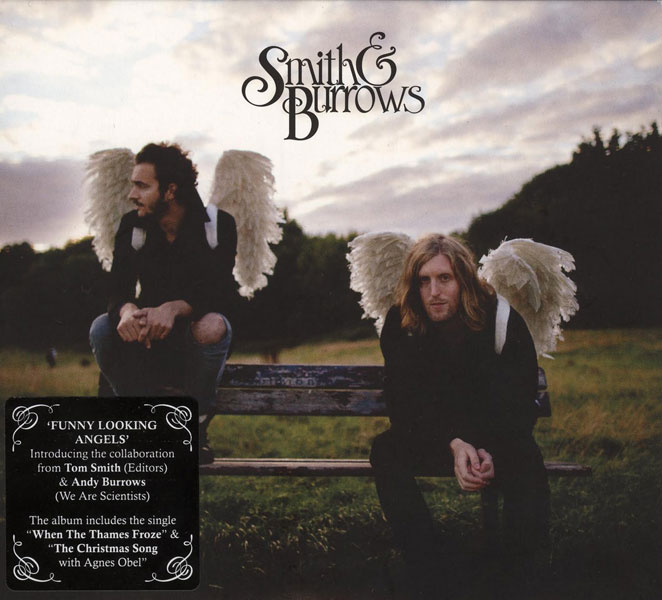 Smith &
Burrows
'FUNNY LOOKING
ANGELS'
Introducing the collaboration
from Tom Smith (Editors)
& Andy Burrows
(We Are Scientists)
The album includes the single
“When The Thames Froze” &
“The Christmas Song
with Agnes Obel”